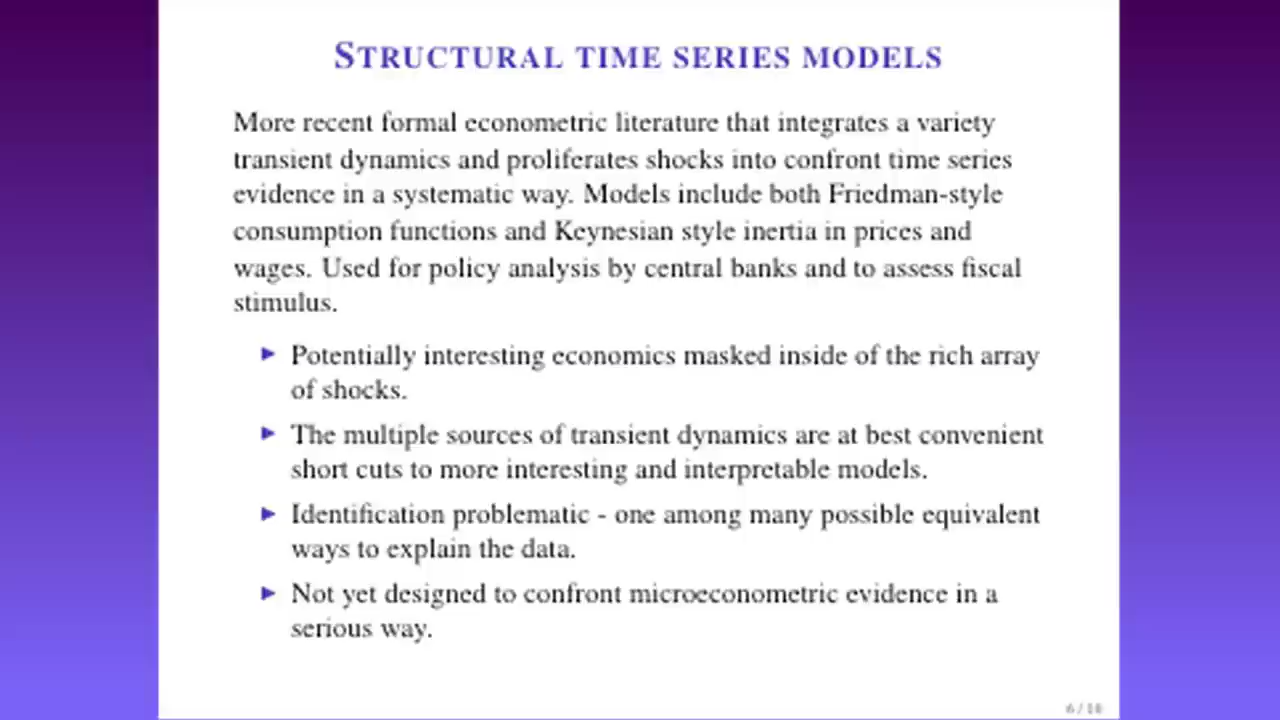 STRUCTURAL TIME SERIES MODELS
More recent formal econometric literature that integrates a variety
transient dynamics and proliferates shocks into confront time series
evidence in a systematic way. Models include both Friedman-style
consumption functions and Keynesian style inertia in prices and
wages. Used for policy analysis by central banks and to assess fiscal
stimulus.
► Potentially interesting economics masked inside of the rich array
of shocks.
► The multiple sources of transient dynamics are at best convenient
short cuts to more interesting and interpretable models.
► Identification problematic - one among many possible equivalent
ways to explain the data.
► Not yet designed to confront microeconometric evidence in a
serious way.